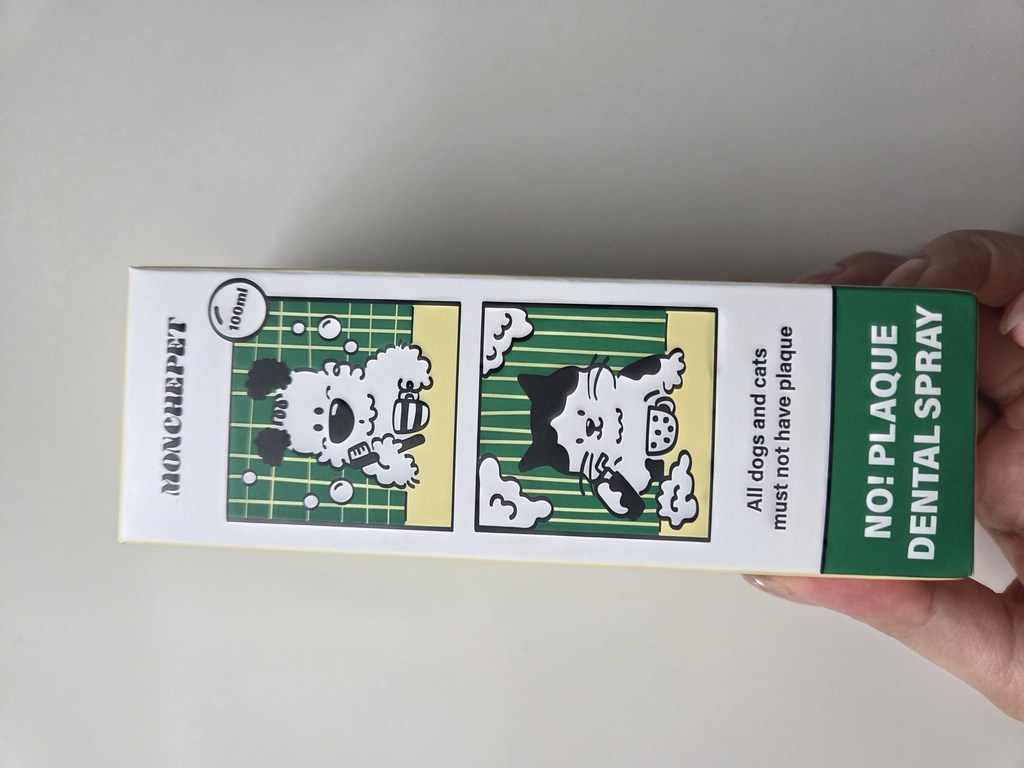 MONCHEPET
100ml
All dogs and cats
must not have plaque
NO! PLAQUE
DENTAL SPRAY